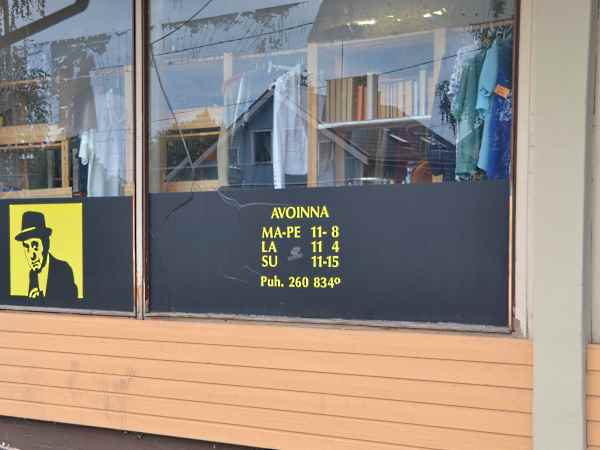 AVOINNA
MA-PE 11- 8
LA 11 4
SU 11-15
Puh. 260 834º